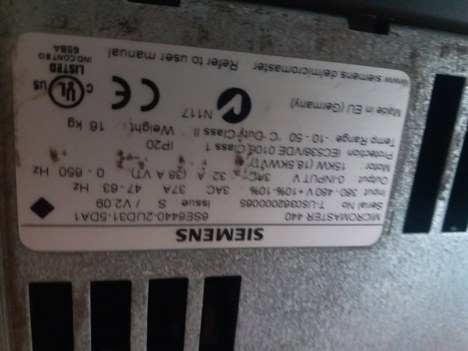 SIEMENS
MICROMASTER 440 6SE6440-2UD31-5DA1
Serial No Issue S / V2.09
Input 380-480 V +10% -10% 3AC 37A 47-63 Hz
Output 0-INPUT V 3AC 32 A (38 A VT) 0-650 Hz
Motor 15KW (18.5KW VT)
Protection IEC536/VDE 0106 Class 1 IP20
Temp Range -10 -50 °C Duty Class II Weight: 16 kg
Made in EU (Germany)
N117
C UL US
LISTED
IND CONT EQ
68BA
CE
www.siemens.de/micromaster Refer to user manual